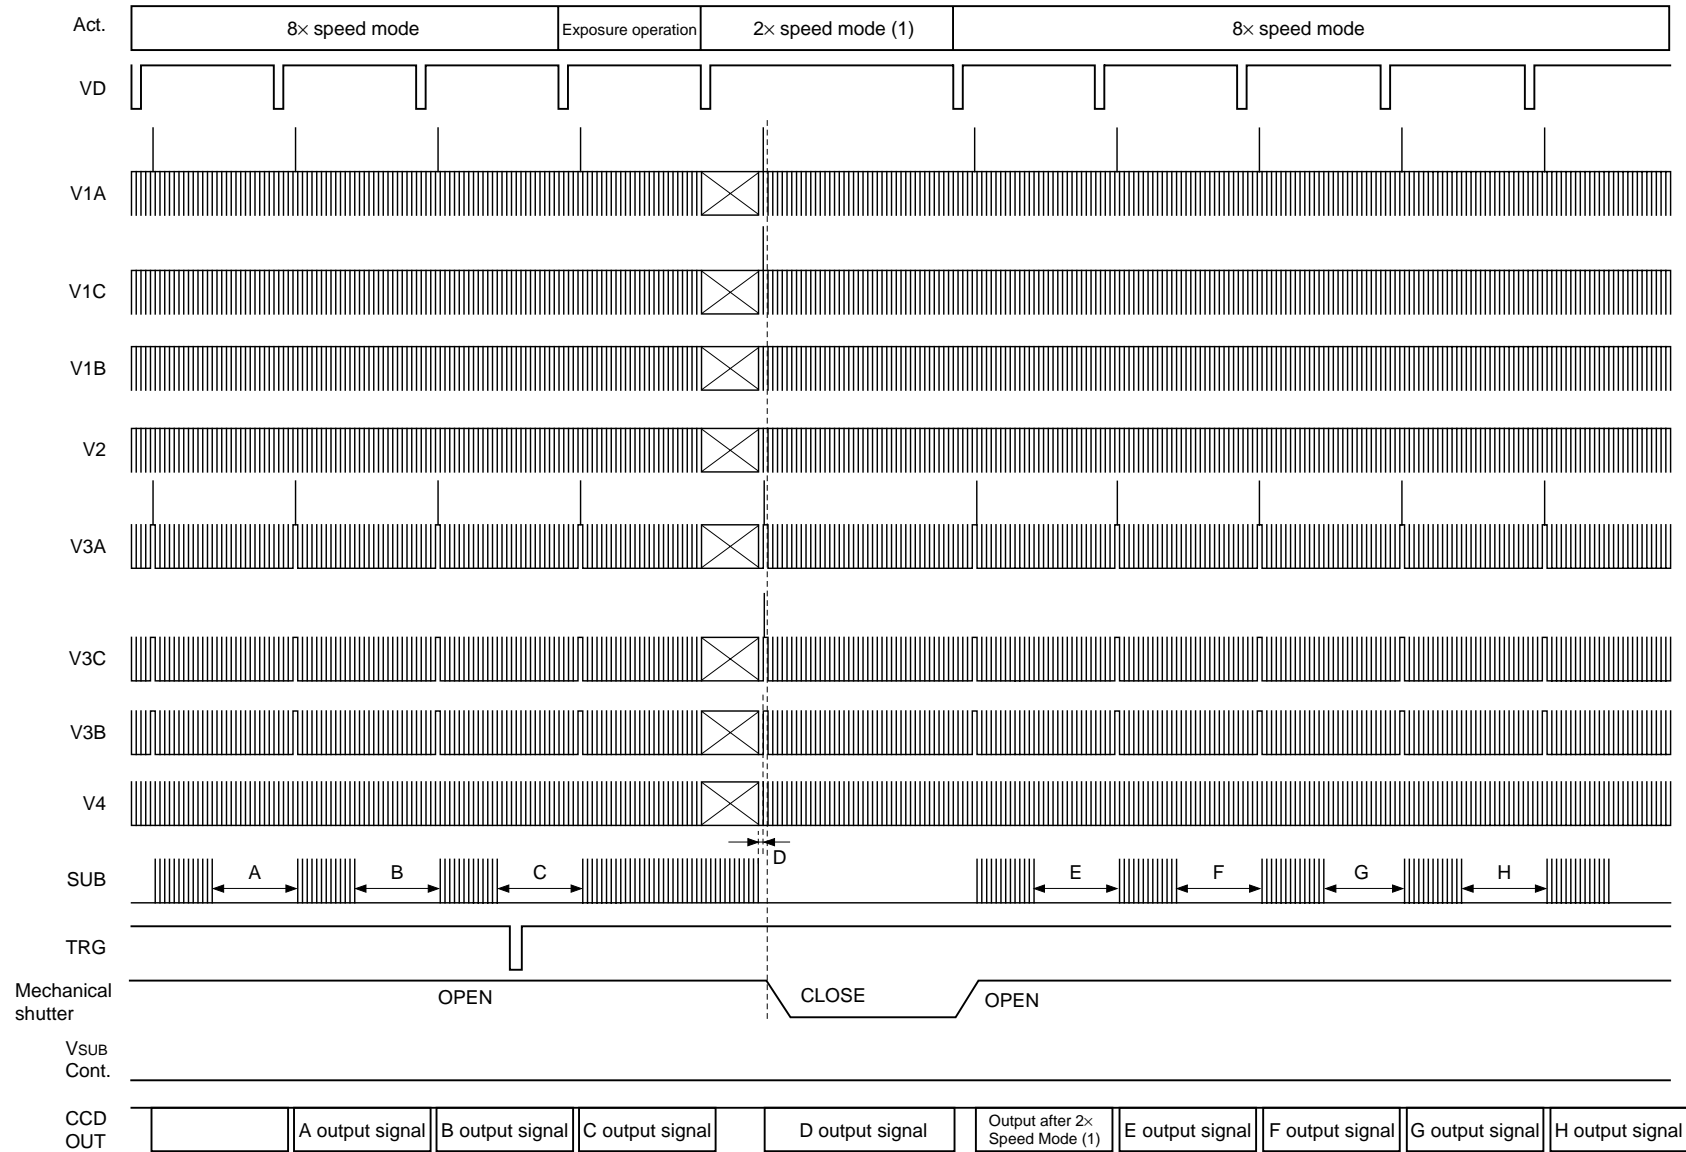 Act.
8× speed mode
Exposure operation
2× speed mode (1)
8× speed mode
VD
V1A
V1C
V1B
V2
V3A
V3C
V3B
V4
D
SUB
A
B
C
E
F
G
H
TRG
Mechanical
shutter
OPEN
CLOSE
OPEN
VSUB
Cont.
CCD
OUT
A output signal
B output signal
C output signal
D output signal
Output after 2×
Speed Mode (1)
E output signal
F output signal
G output signal
H output signal